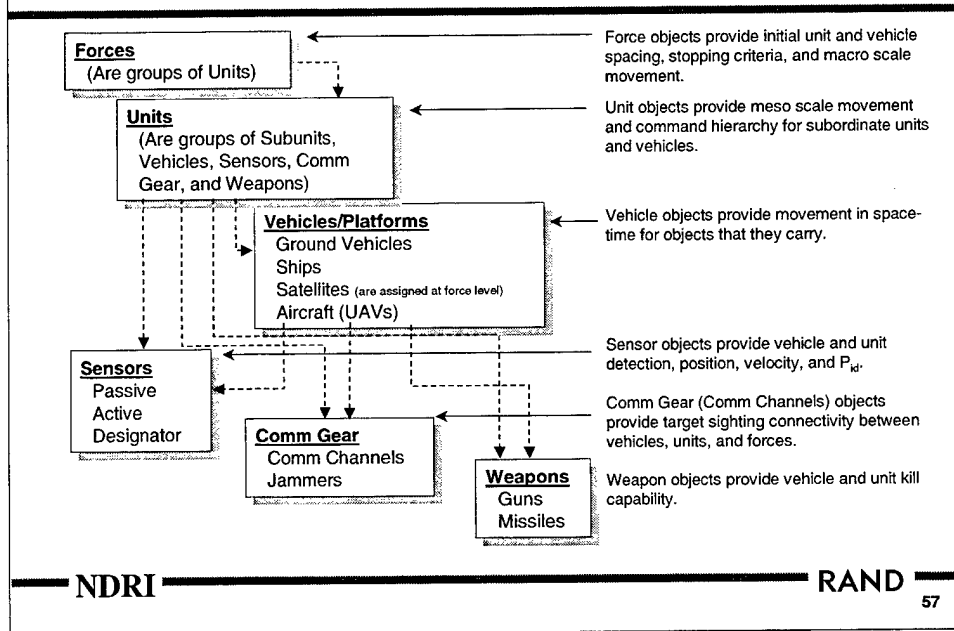 Forces
(Are groups of Units)
Force objects provide initial unit and vehicle
spacing, stopping criteria, and macro scale
movement.
Units
(Are groups of Subunits,
Vehicles, Sensors, Comm
Gear, and Weapons)
Unit objects provide meso scale movement
and command hierarchy for subordinate units
and vehicles.
Vehicles/Platforms
Ground Vehicles
Ships
Satellites (are assigned at force level)
Aircraft (UAVs)
Vehicle objects provide movement in space-
time for objects that they carry.
Sensors
Passive
Active
Designator
Sensor objects provide vehicle and unit
detection, position, velocity, and Pid.
Comm Gear
Comm Channels
Jammers
Comm Gear (Comm Channels) objects
provide target sighting connectivity between
vehicles, units, and forces.
Weapons
Guns
Missiles
Weapon objects provide vehicle and unit kill
capability.
NDRI
RAND
57